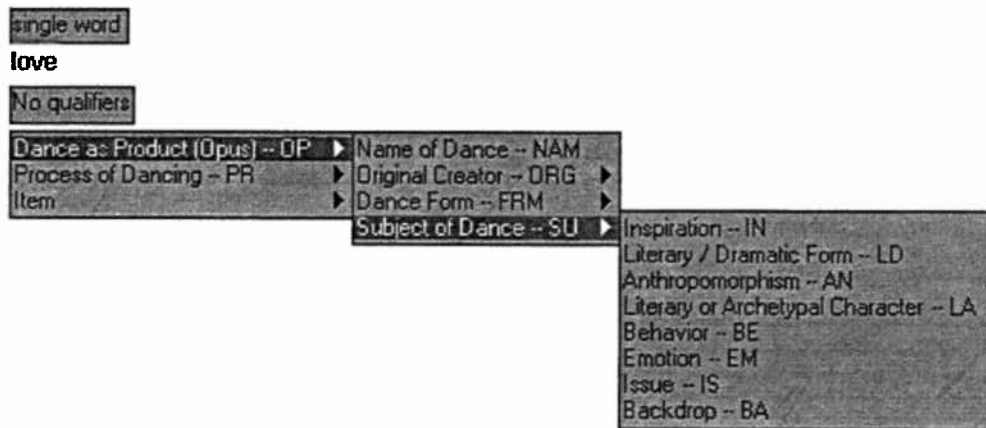 single word
love
No qualifiers
Dance as Product (Opus) -- OP
Process of Dancing -- PR
Item
Name of Dance -- NAM
Original Creator -- ORG
Dance Form -- FRM
Subject of Dance -- SU
Inspiration -- IN
Literary / Dramatic Form -- LD
Anthropomorphism -- AN
Literary or Archetypal Character -- LA
Behavior -- BE
Emotion -- EM
Issue -- IS
Backdrop -- BA